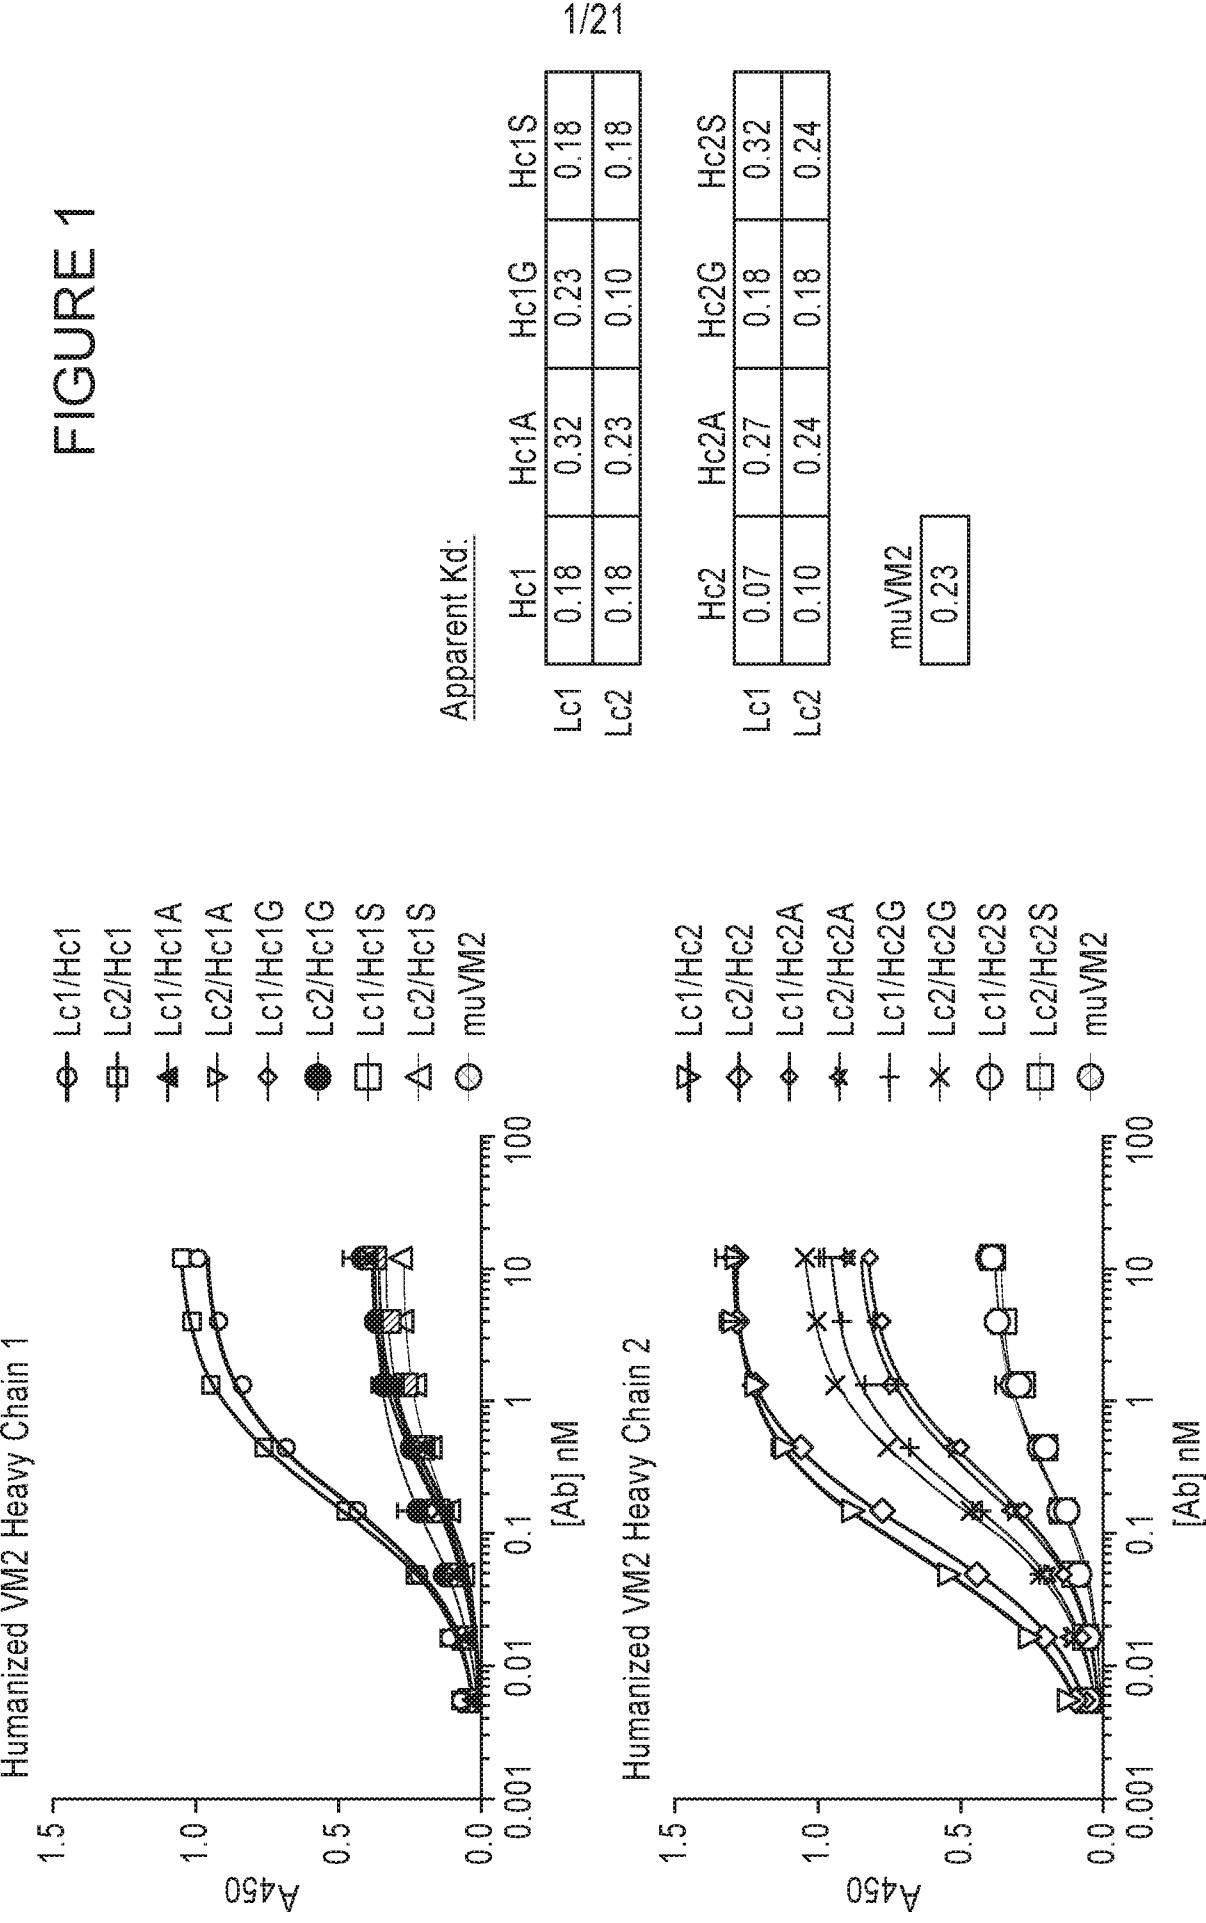 1/21
FIGURE 1
Humanized VM2 Heavy Chain 1
A450
1.5
1.0
0.5
0.0
0.001
0.01
0.1
1
10
100
[Ab] nM
Lc1/Hc1
Lc2/Hc1
Lc1/Hc1A
Lc2/Hc1A
Lc1/Hc1G
Lc2/Hc1G
Lc1/Hc1S
Lc2/Hc1S
muVM2
Humanized VM2 Heavy Chain 2
A450
1.5
1.0
0.5
0.0
0.001
0.01
0.1
1
10
100
[Ab] nM
Lc1/Hc2
Lc2/Hc2
Lc1/Hc2A
Lc2/Hc2A
Lc1/Hc2G
Lc2/Hc2G
Lc1/Hc2S
Lc2/Hc2S
muVM2
Apparent Kd:
Hc1 Hc1A Hc1G Hc1S
Lc1 0.18 0.32 0.23 0.18
Lc2 0.18 0.23 0.10 0.18
Hc2 Hc2A Hc2G Hc2S
Lc1 0.07 0.27 0.18 0.32
Lc2 0.10 0.24 0.18 0.24
muVM2
0.23